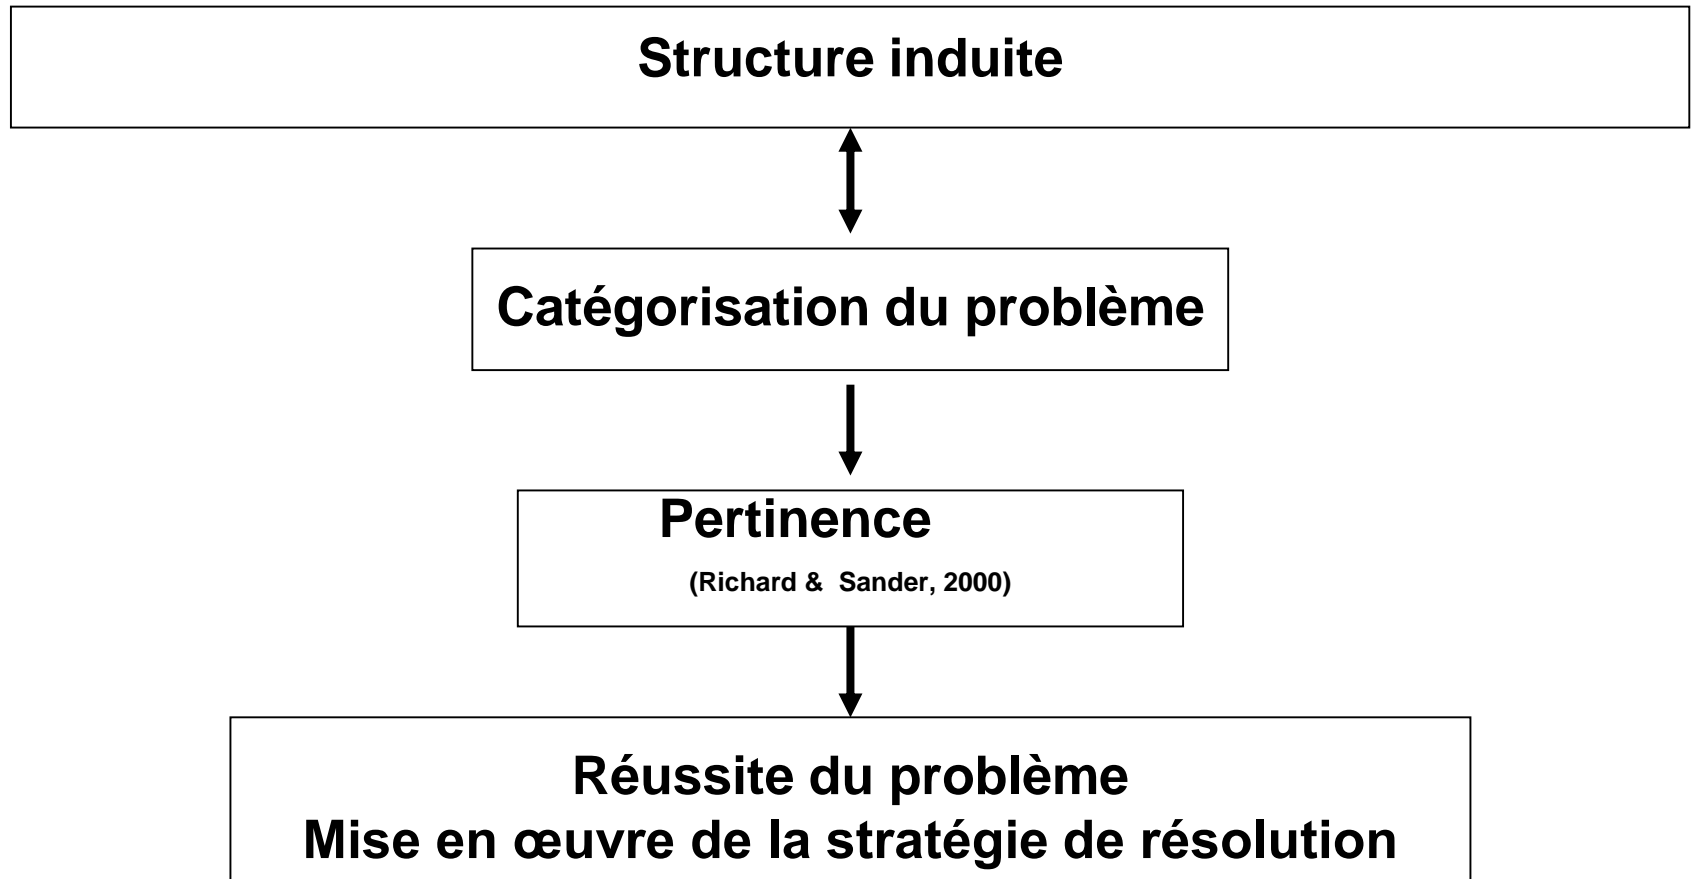 Structure induite
Catégorisation du problème
Pertinence
(Richard & Sander, 2000)
Réussite du problème
Mise en œuvre de la stratégie de résolution